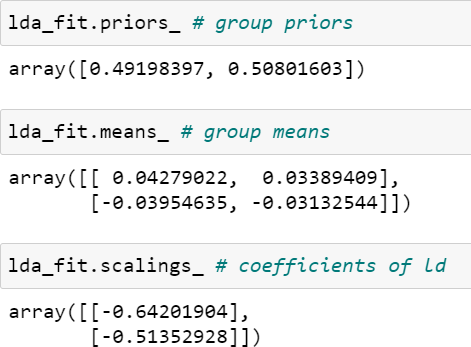 lda_fit.priors_ # group priors
array([0.49198397, 0.50801603])
lda_fit.means_ # group means
array([[ 0.04279022,  0.03389409],
       [-0.03954635, -0.03132544]])
lda_fit.scalings_ # coefficients of ld
array([[-0.64201904],
       [-0.51352928]])